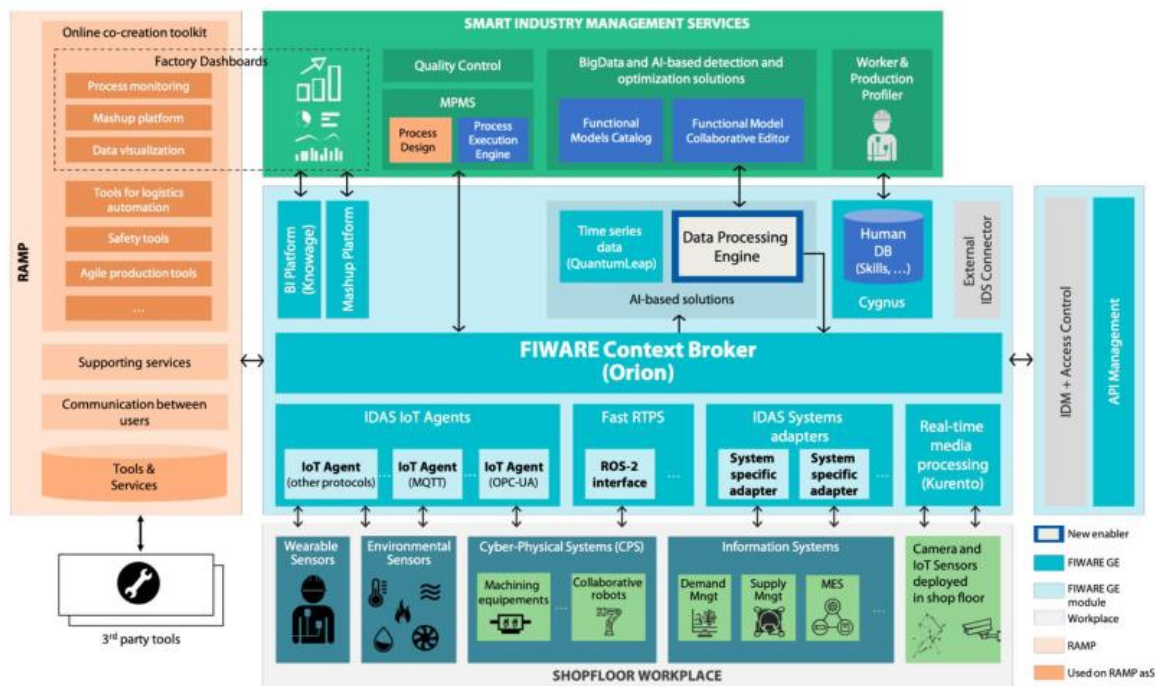 SMART INDUSTRY MANAGEMENT SERVICES
Online co-creation toolkit
Factory Dashboards
Process monitoring
Mashup platform
Data visualization
Tools for logistics
automation
Safety tools
Agile production tools
...
RAMP
Supporting services
Communication between
users
Tools &
Services
3rd party tools
Quality Control
MPMS
Process
Design
Process
Execution
Engine
BigData and AI-based detection and
optimization solutions
Functional
Models Catalog
Functional Model
Collaborative Editor
Worker &
Production
Profiler
BI Platform
(Knowage)
Mashup Platform
Time series
data
(QuantumLeap)
Data Processing
Engine
AI-based solutions
Human
DB
(Skills, ...)
Cygnus
External
IDS Connector
IDM + Access Control
API Management
FIWARE Context Broker
(Orion)
IDAS IoT Agents
IoT Agent
(other protocols)
...
IoT Agent
(MQTT)
...
IoT Agent
(OPC-UA)
Fast RTPS
ROS-2
interface
...
IDAS Systems
adapters
System
specific
adapter
System
specific
adapter
...
Real-time
media
processing
(Kurento)
Wearable
Sensors
Environmental
Sensors
Cyber-Physical Systems (CPS)
Machining
equipements
...
Collaborative
robots
Information Systems
Demand
Mngt
Supply
Mngt
MES
...
Camera and
IoT Sensors
deployed
in shop floor
SHOPFLOOR WORKPLACE
New enabler
FIWARE GE
FIWARE GE
module
Workplace
RAMP
Used on RAMP asS